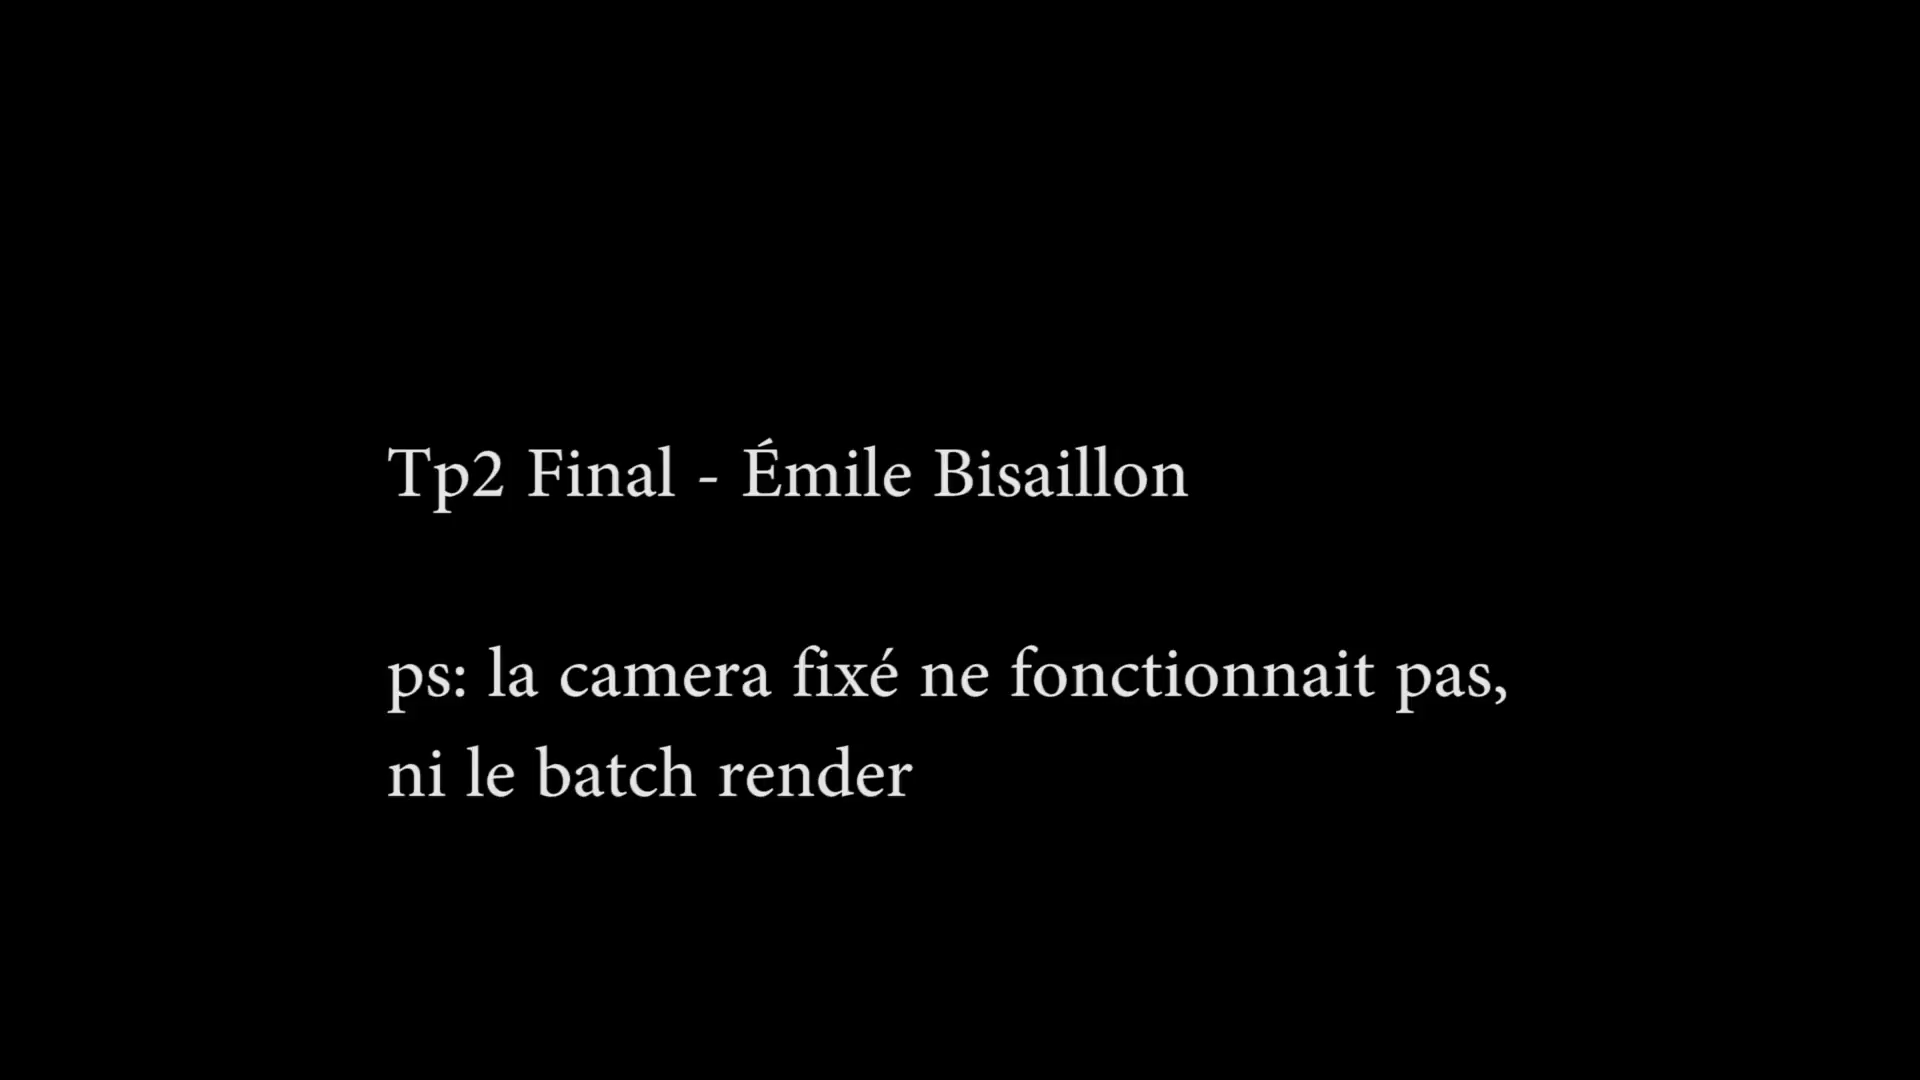 Tp2 Final - Émile Bisaillon
ps: la camera fixé ne fonctionnait pas,
ni le batch render